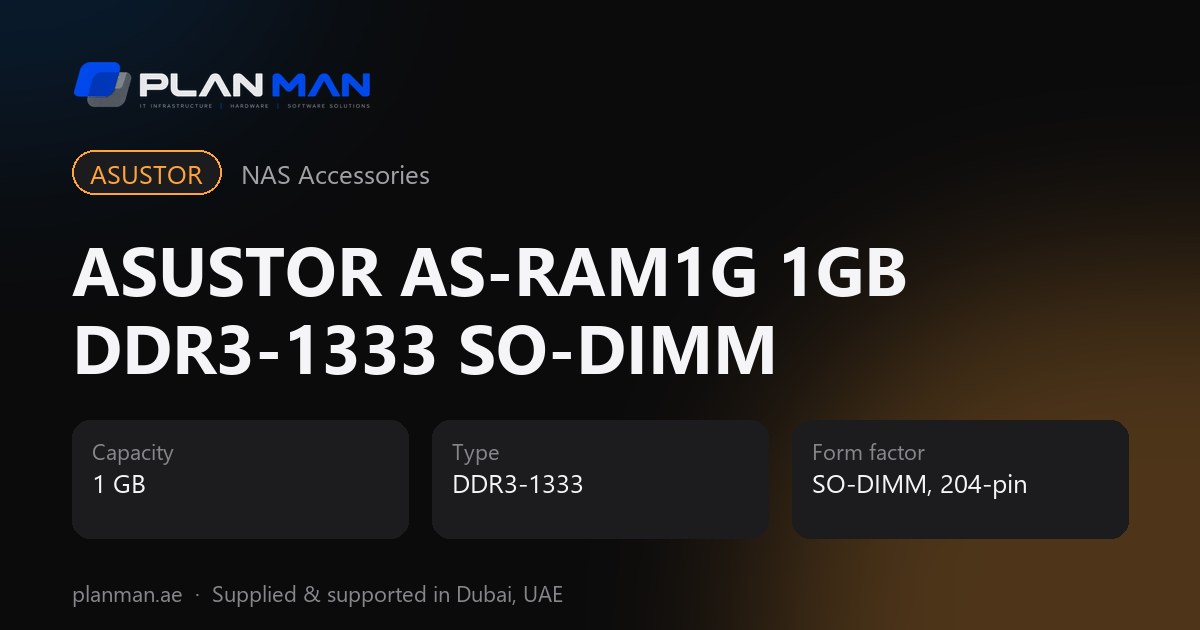 PLAN MAN
IT INFRASTRUCTURE | HARDWARE | SOFTWARE SOLUTIONS
ASUSTOR NAS Accessories
ASUSTOR AS-RAM1G 1GB
DDR3-1333 SO-DIMM
Capacity
1 GB
Type
DDR3-1333
Form factor
SO-DIMM, 204-pin
planman.ae · Supplied & supported in Dubai, UAE